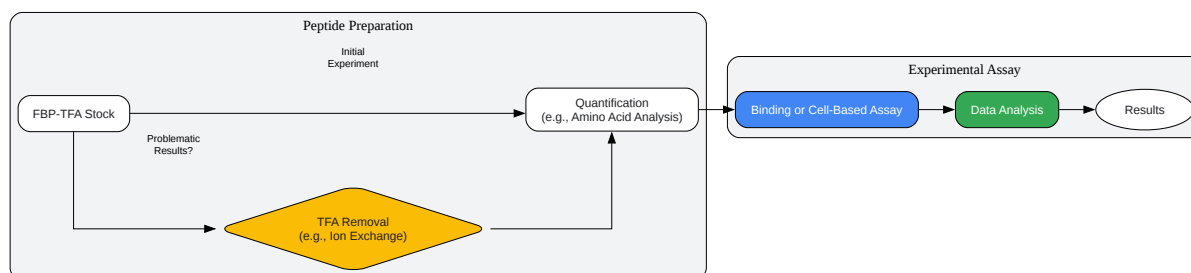 Peptide Preparation
Initial
Experiment
FBP-TFA Stock
Quantification
(e.g., Amino Acid Analysis)
Problematic
Results?
TFA Removal
(e.g., Ion Exchange)
Experimental Assay
Binding or Cell-Based Assay
Data Analysis
Results